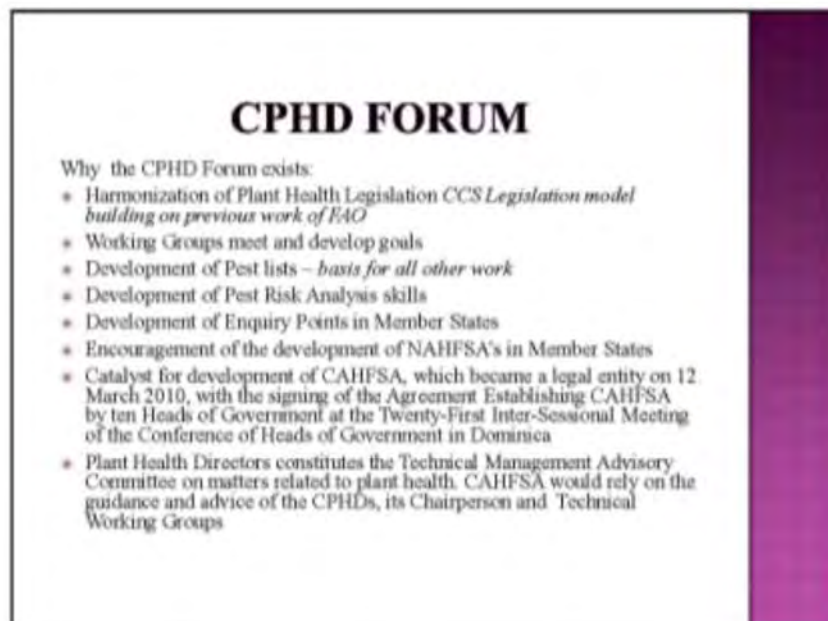 CPHD FORUM
Why the CPHD Forum exists:
Harmonization of Plant Health Legislation CCS Legislation model
building on previous work of FAO
Working Groups meet and develop goals
Development of Pest lists – basis for all other work
Development of Pest Risk Analysis skills
Development of Enquiry Points in Member States
Encouragement of the development of NAHFSA's in Member States
Catalyst for development of CAHFSA, which became a legal entity on 12
March 2010, with the signing of the Agreement Establishing CAHFSA
by ten Heads of Government at the Twenty-First Inter-Sessional Meeting
of the Conference of Heads of Government in Dominica
Plant Health Directors constitutes the Technical Management Advisory
Committee on matters related to plant health. CAHFSA would rely on the
guidance and advice of the CPHDs, its Chairperson and Technical
Working Groups